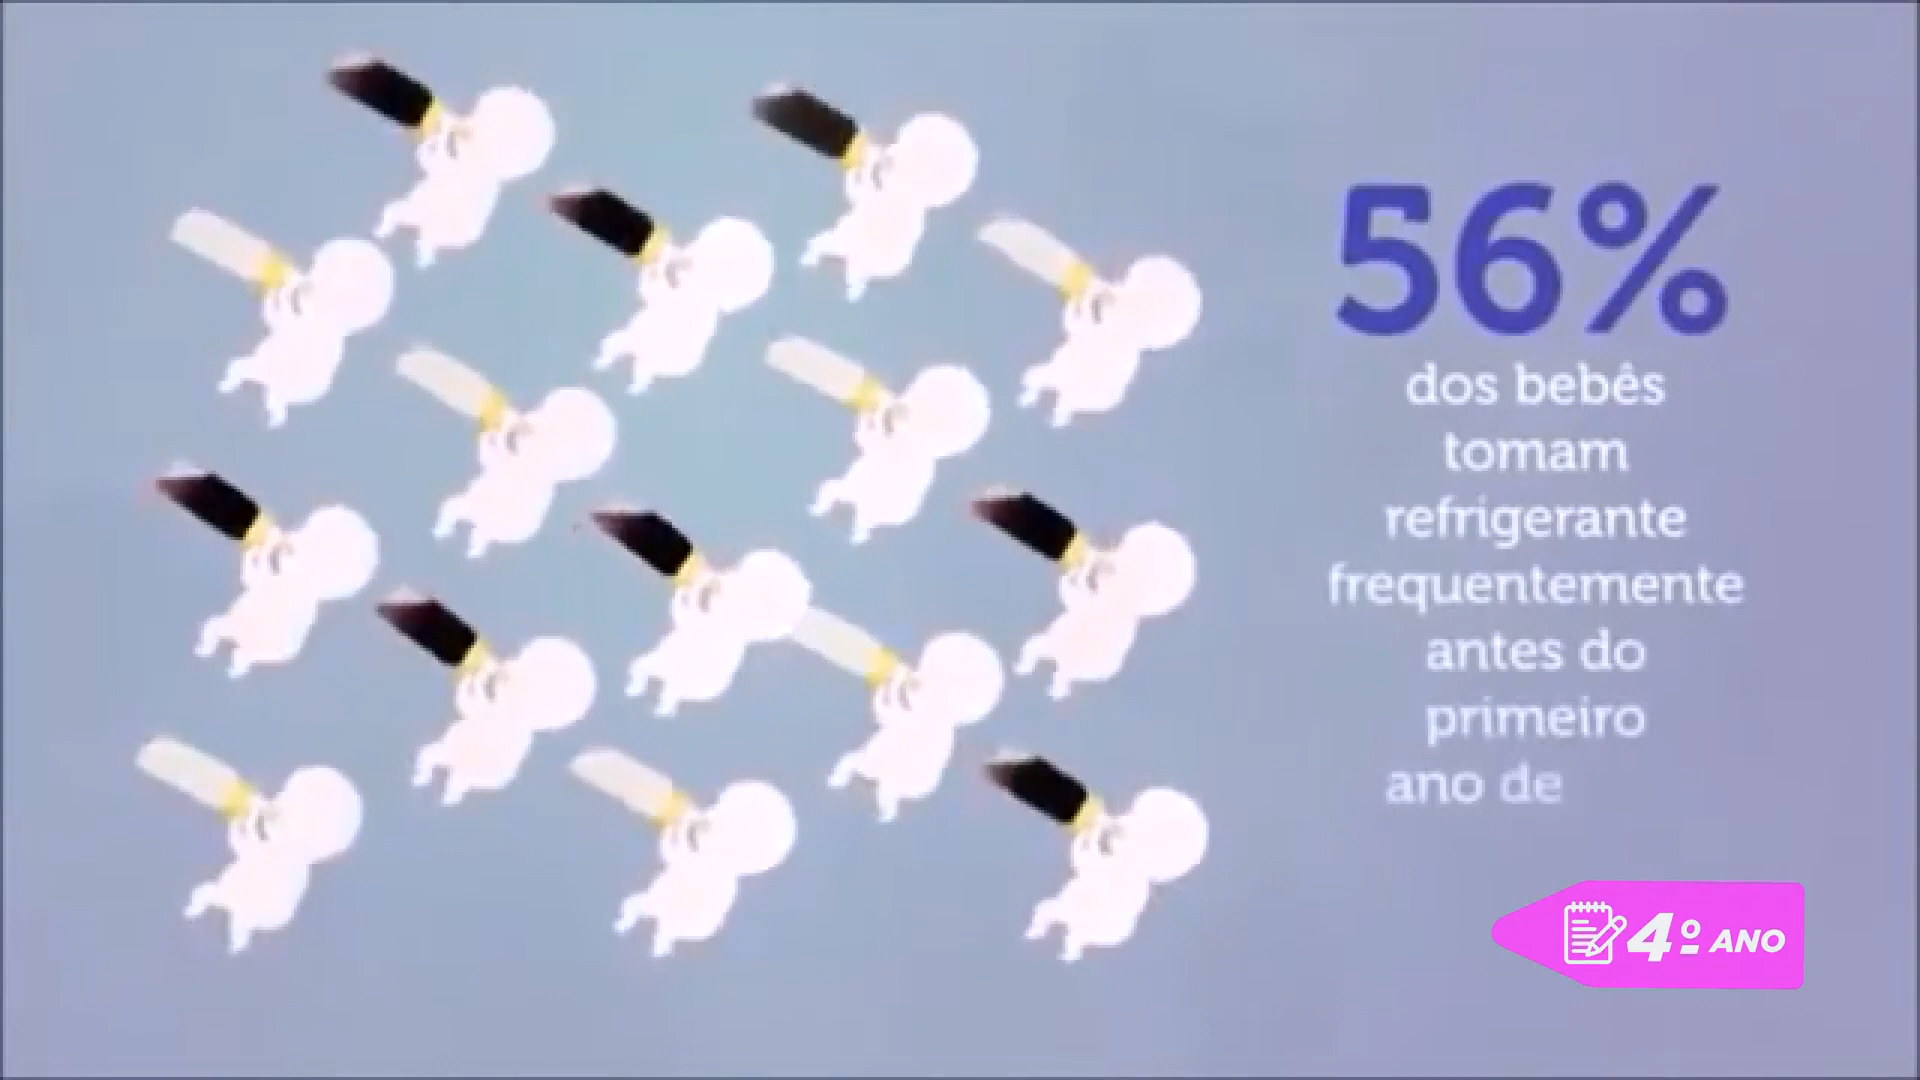 56%
dos bebês
tomam
refrigerante
frequentemente
antes do
primeiro
ano de
4º ANO